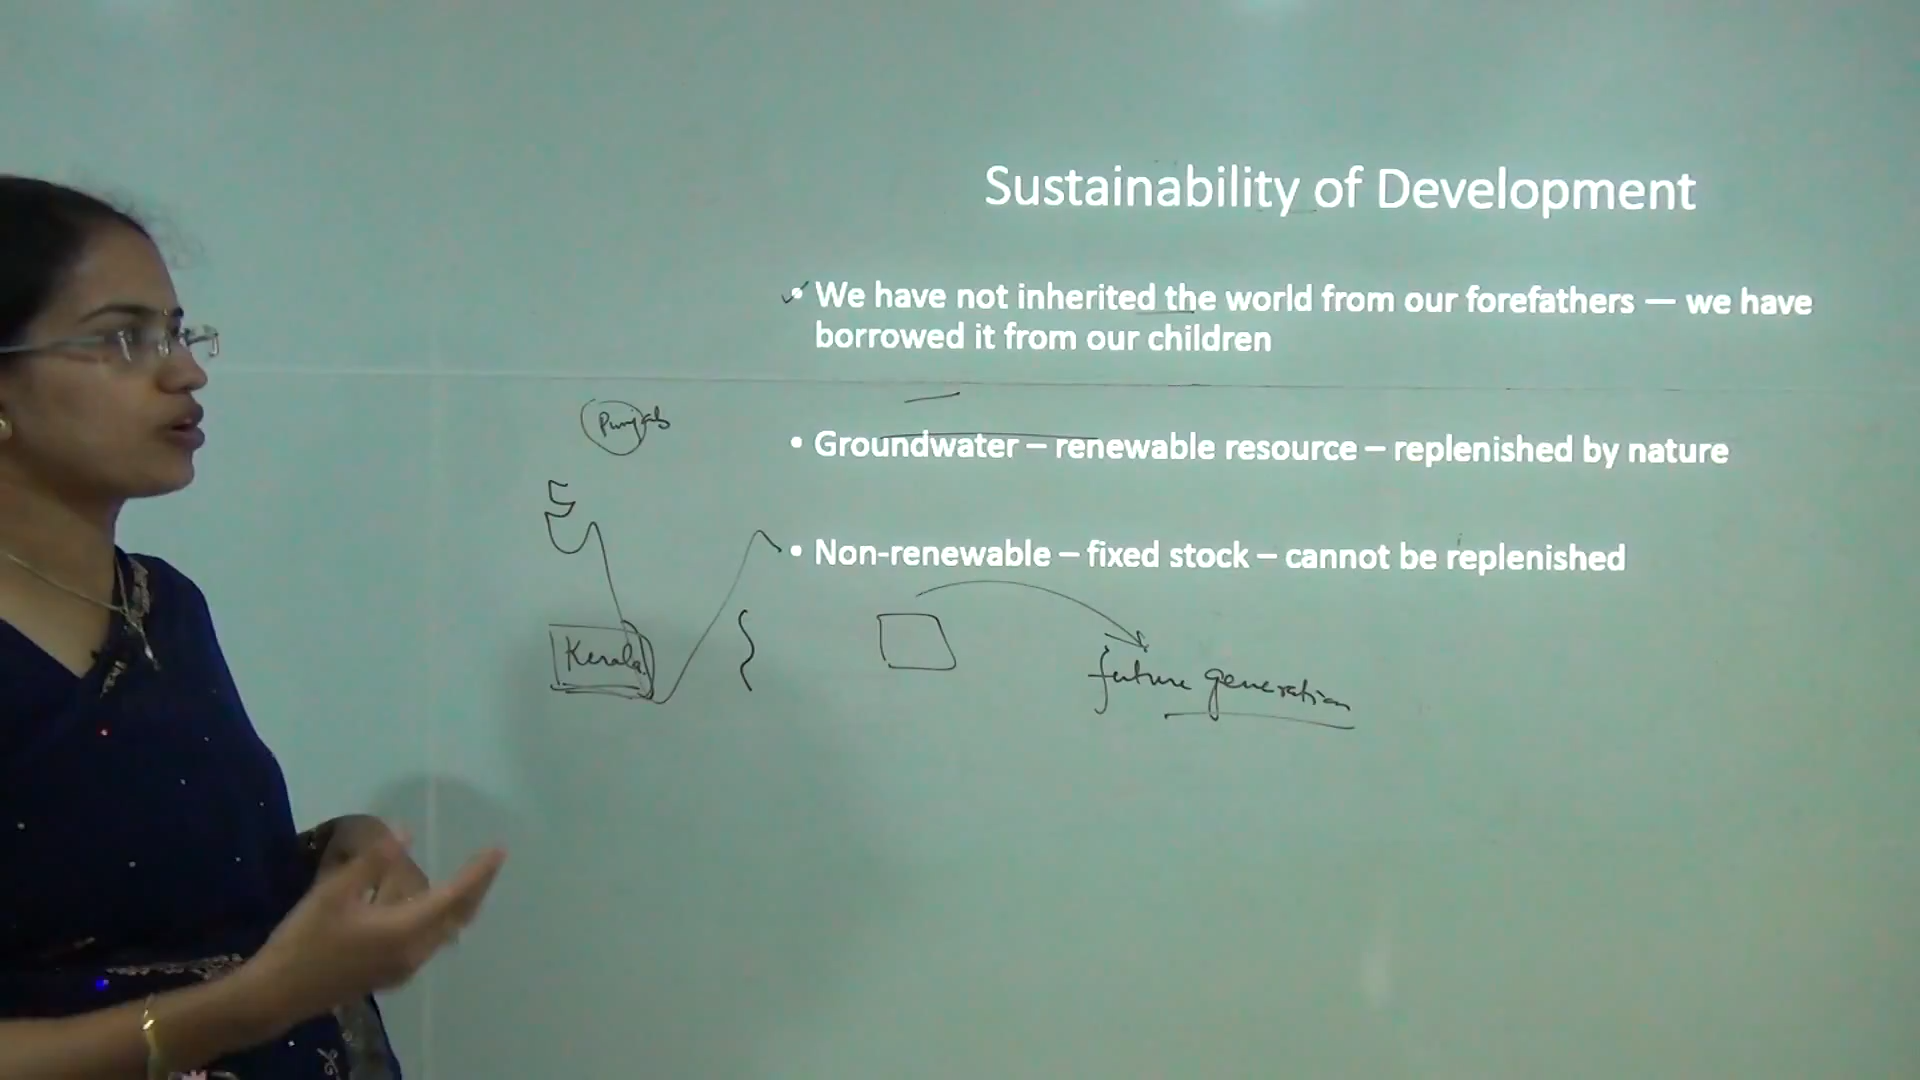 Sustainability of Development
• We have not inherited the world from our forefathers — we have
borrowed it from our children
Punjab
• Groundwater – renewable resource – replenished by nature
• Non-renewable – fixed stock – cannot be replenished
Kerala
future generation